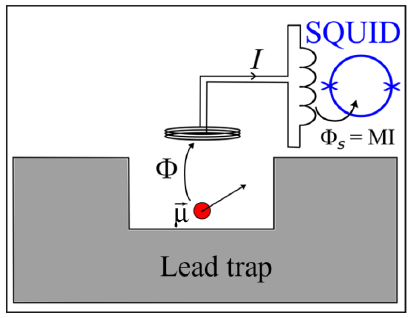 SQUID
I
Φₛ = MI
Φ
μ⃗
Lead trap